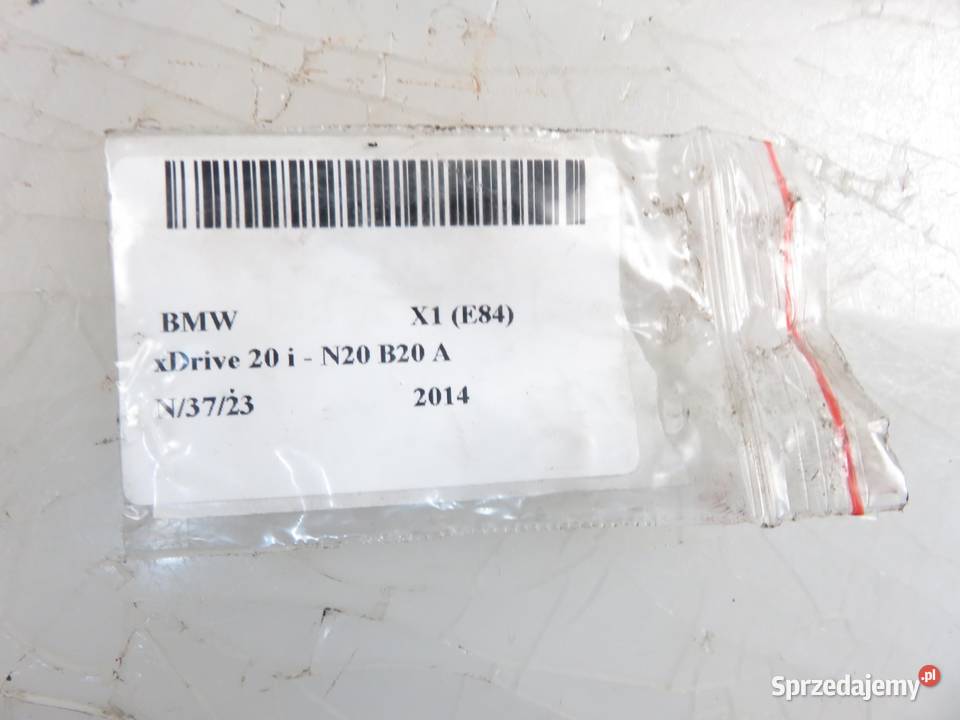 BMW X1 (E84)
xDrive 20 i - N20 B20 A
N/37/23 2014
Sprzedajemy.pl